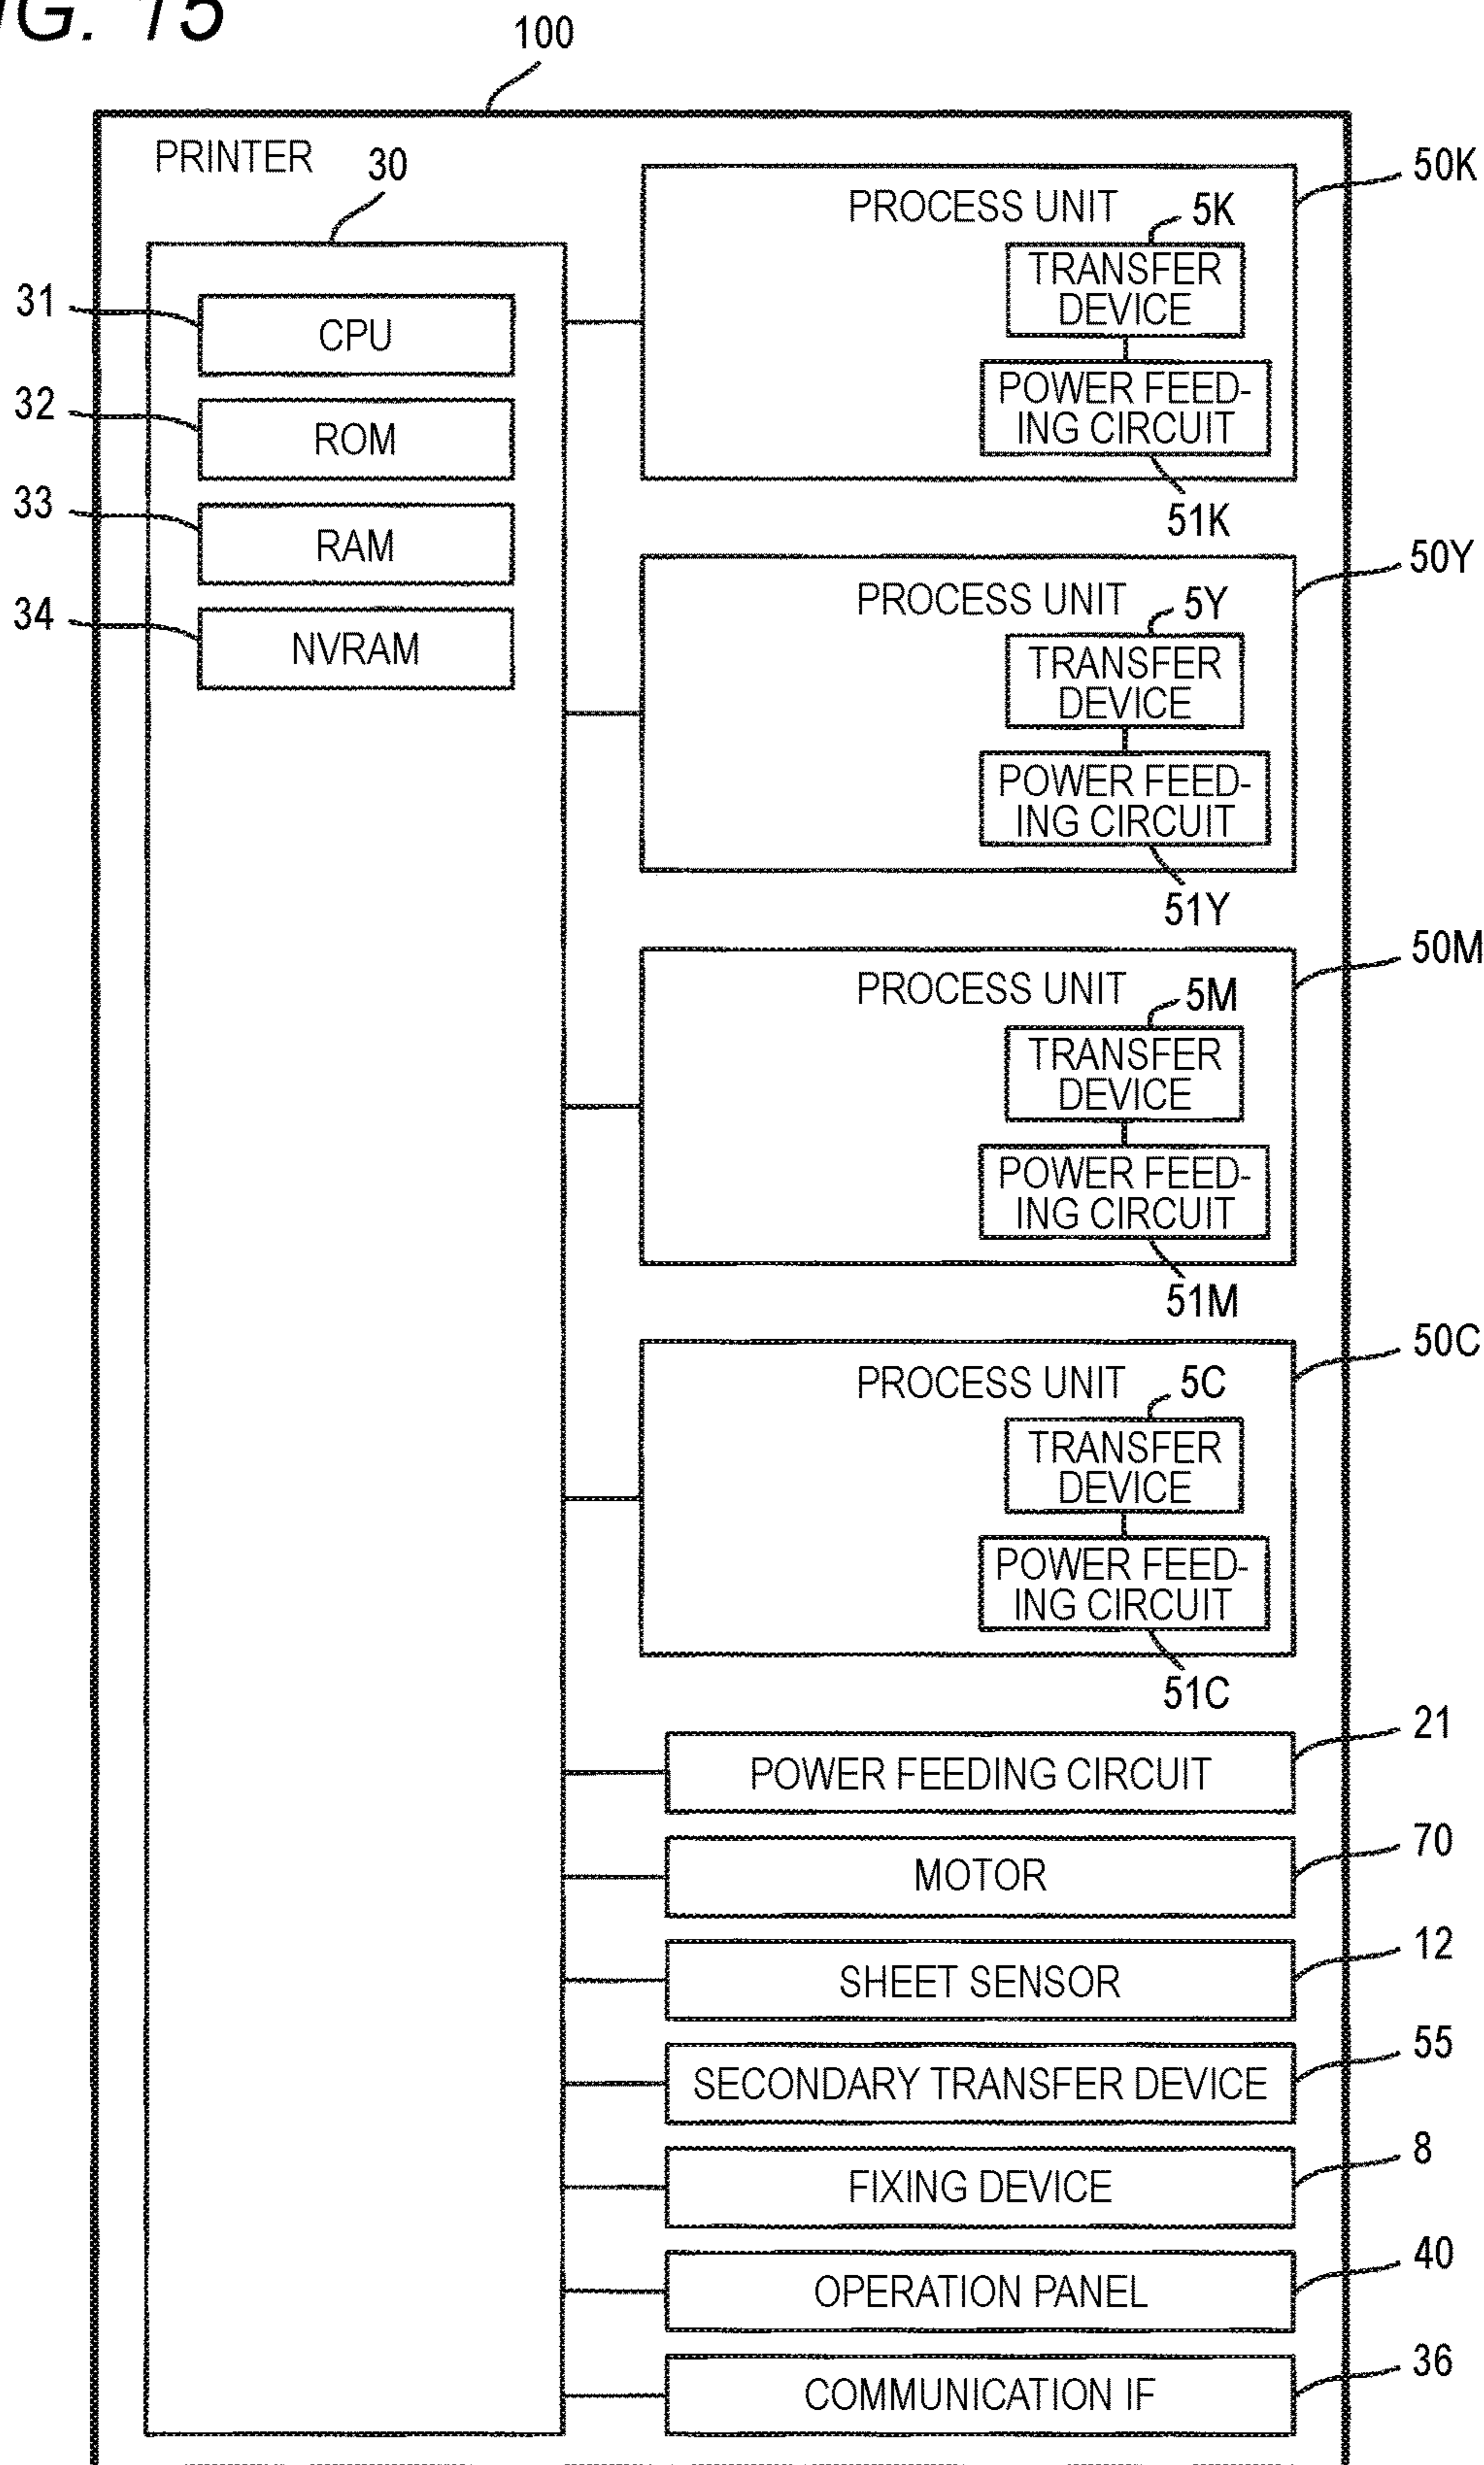 IG. 15
100
PRINTER
30
31
CPU
32
ROM
33
RAM
34
NVRAM
50K
PROCESS UNIT
5K
TRANSFER
DEVICE
POWER FEED-
ING CIRCUIT
51K
50Y
PROCESS UNIT
5Y
TRANSFER
DEVICE
POWER FEED-
ING CIRCUIT
51Y
50M
PROCESS UNIT
5M
TRANSFER
DEVICE
POWER FEED-
ING CIRCUIT
51M
50C
PROCESS UNIT
5C
TRANSFER
DEVICE
POWER FEED-
ING CIRCUIT
51C
21
POWER FEEDING CIRCUIT
70
MOTOR
12
SHEET SENSOR
55
SECONDARY TRANSFER DEVICE
8
FIXING DEVICE
40
OPERATION PANEL
36
COMMUNICATION IF